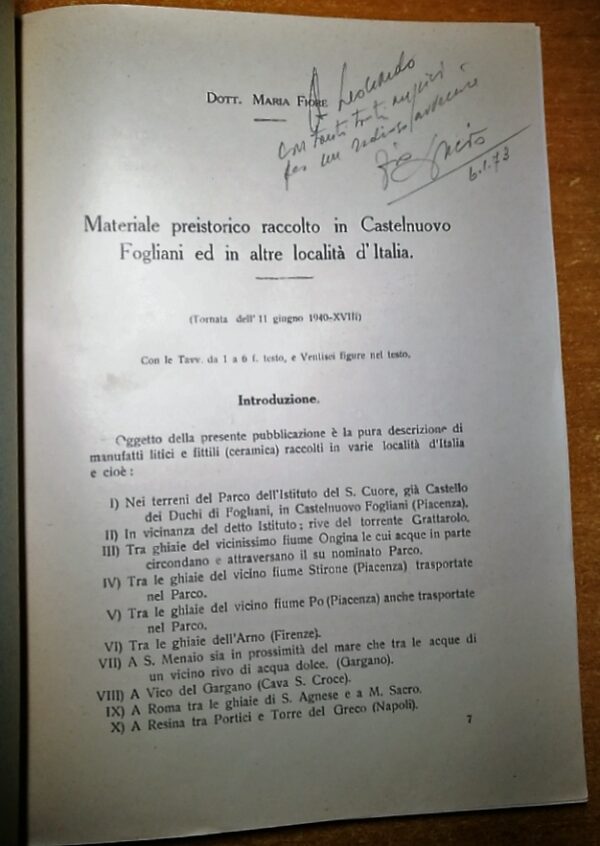 DOTT. MARIA FIORE
A Leonardo
con tanti tanti auguri
per un radioso avvenire
6.1.73
Materiale preistorico raccolto in Castelnuovo
Fogliani ed in altre località d'Italia.
(Tornata dell'11 giugno 1940-XVIII)
Con le Tavv. da 1 a 6 f. testo, e Ventisei figure nel testo.
Introduzione.
Oggetto della presente pubblicazione è la pura descrizione di
manufatti litici e fittili (ceramica) raccolti in varie località d'Italia
e cioè :
I) Nei terreni del Parco dell'Istituto del S. Cuore, già Castello
dei Duchi di Fogliani, in Castelnuovo Fogliani (Piacenza).
II) In vicinanza del detto Istituto; rive del torrente Grattarolo.
III) Tra ghiaie del vicinissimo fiume Ongina le cui acque in parte
circondano e attraversano il su nominato Parco.
IV) Tra le ghiaie del vicino fiume Stirone (Piacenza) trasportate
nel Parco.
V) Tra le ghiaie del vicino fiume Po (Piacenza) anche trasportate
nel Parco.
VI) Tra le ghiaie dell'Arno (Firenze).
VII) A S. Menaio sia in prossimità del mare che tra le acque di
un vicino rivo di acqua dolce. (Gargano).
VIII) A Vico del Gargano (Cava S. Croce).
IX) A Roma tra le ghiaie di S. Agnese e a M. Sacro.
X) A Resina tra Portici e Torre del Greco (Napoli).
7